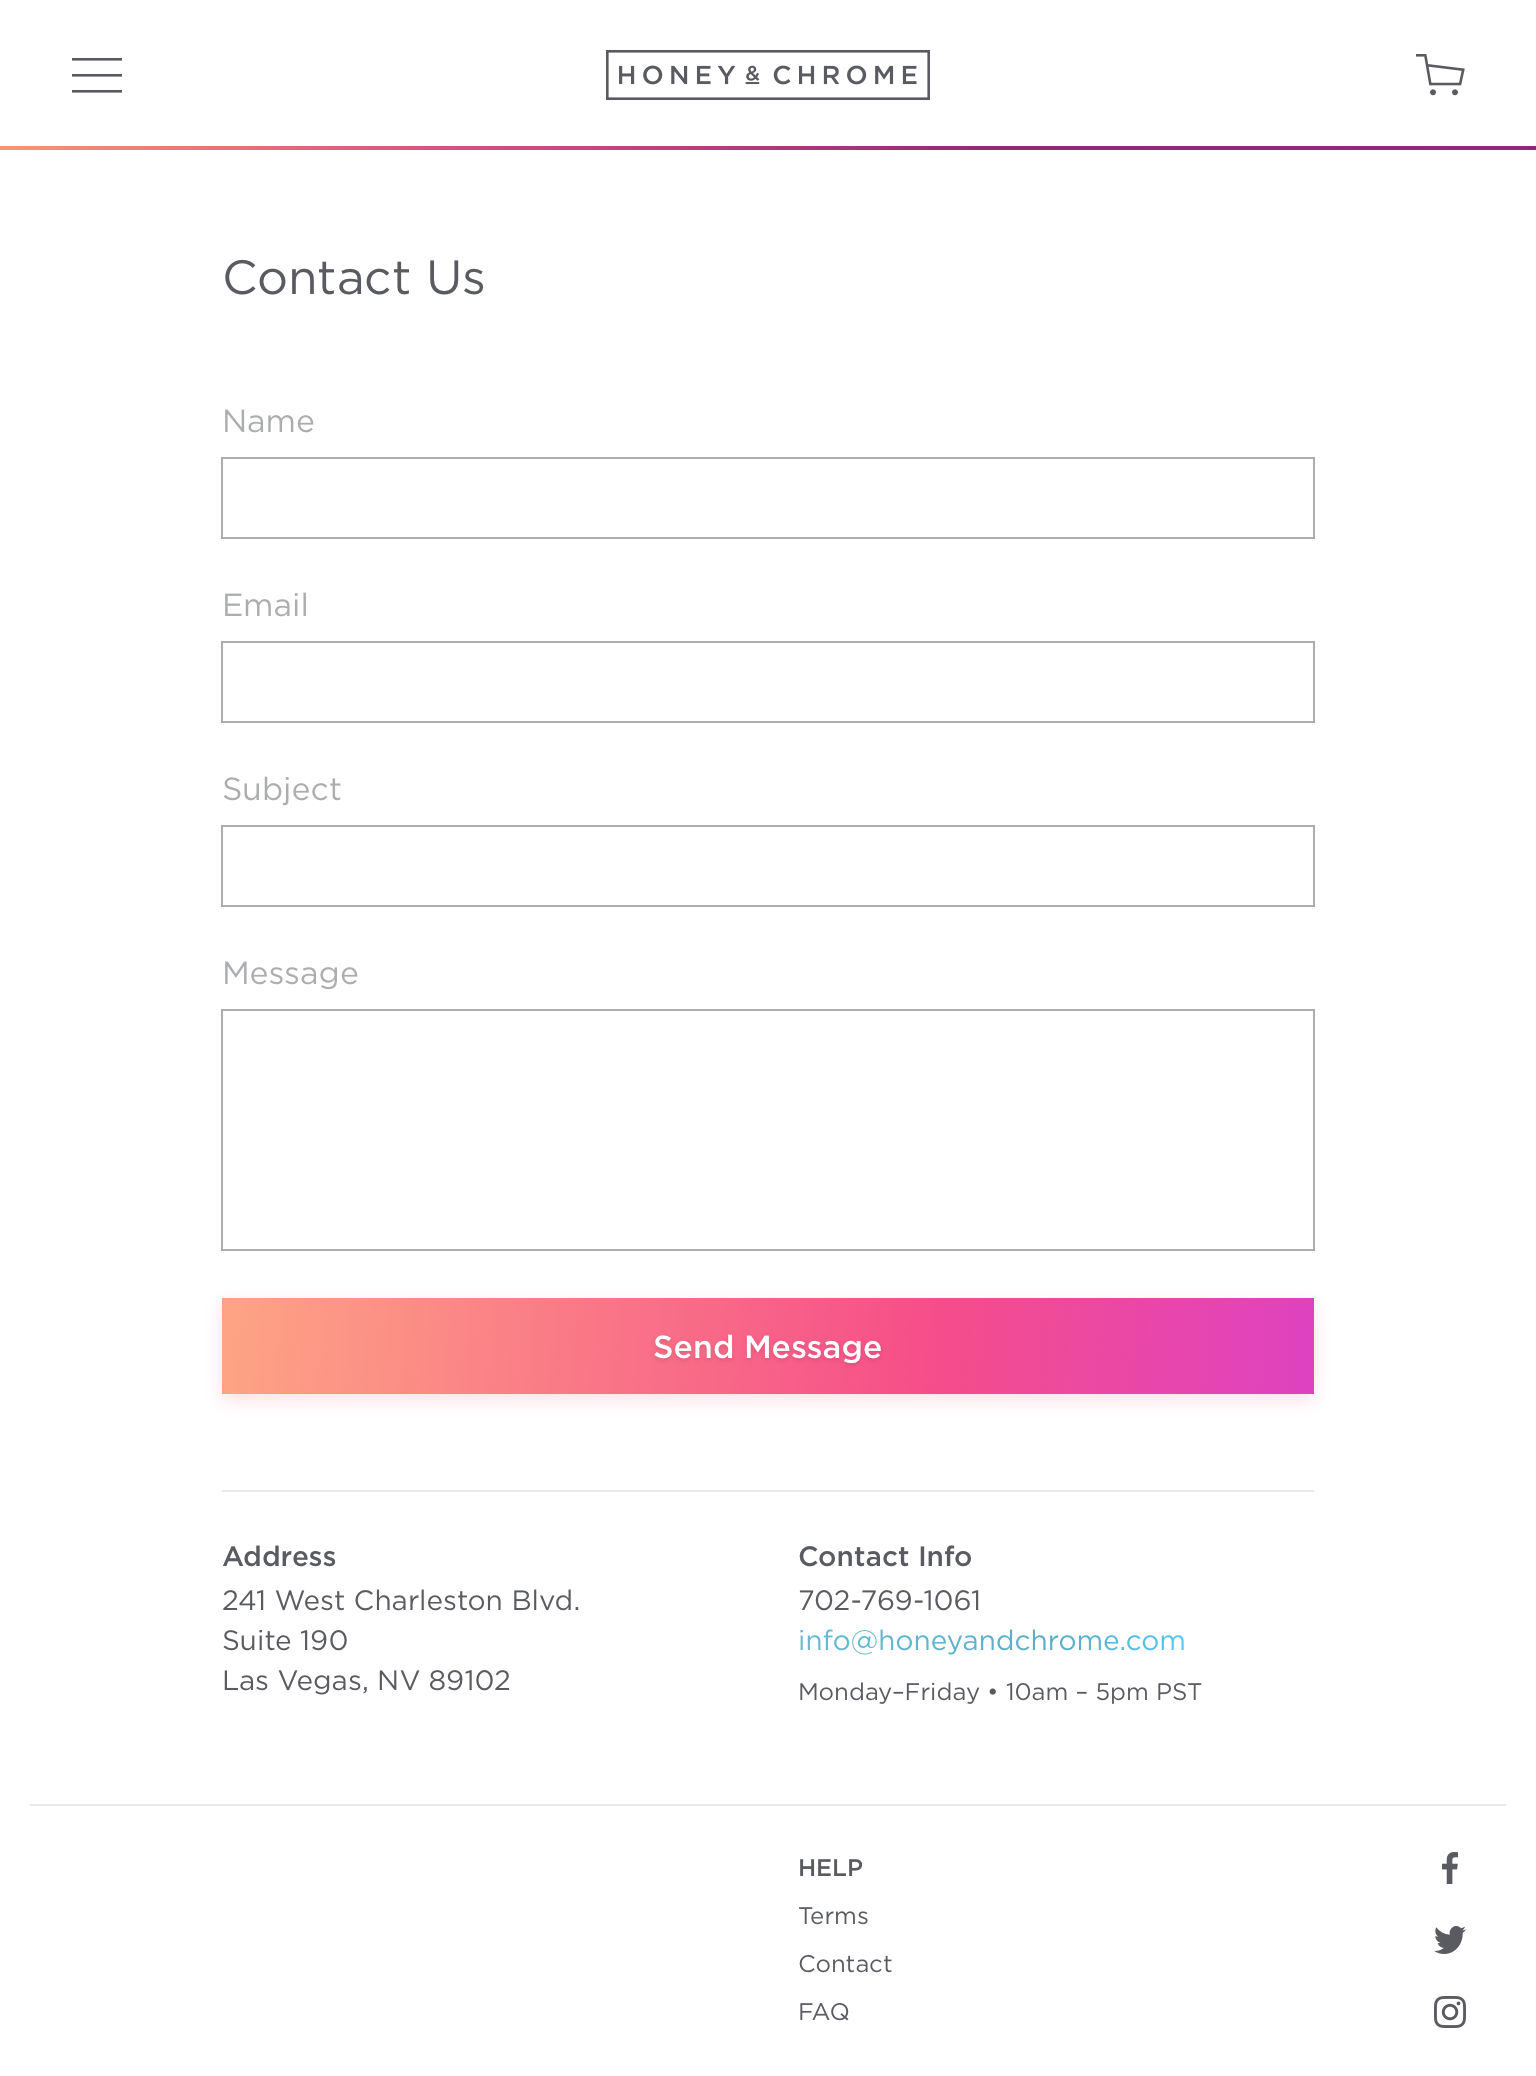 HONEY & CHROME
Contact Us
Name
Email
Subject
Message
Send Message
Address
241 West Charleston Blvd.
Suite 190
Las Vegas, NV 89102
Contact Info
702-769-1061
info@honeyandchrome.com
Monday–Friday • 10am – 5pm PST
HELP
Terms
Contact
FAQ